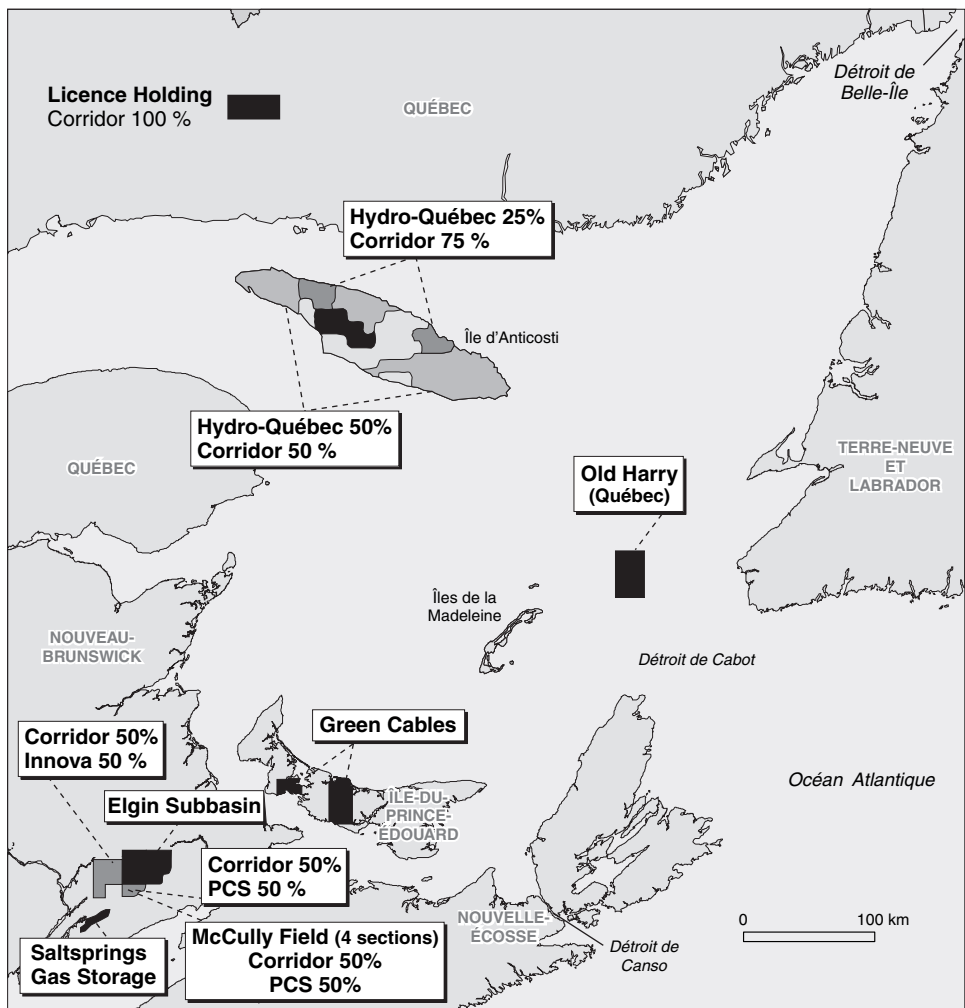 Détroit de
Belle-Île
Licence Holding
Corridor 100 %
QUÉBEC
Hydro-Québec 25%
Corridor 75 %
Île d'Anticosti
Hydro-Québec 50%
Corridor 50 %
QUÉBEC
TERRE-NEUVE
ET
LABRADOR
Old Harry
(Québec)
Îles de la
Madeleine
NOUVEAU-
BRUNSWICK
Détroit de Cabot
Green Cables
Corridor 50%
Innova 50 %
Océan Atlantique
Elgin Subbasin
ÎLE-DU-
PRINCE-
ÉDOUARD
Corridor 50%
PCS 50 %
NOUVELLE-
ÉCOSSE
0 100 km
McCully Field (4 sections)
Corridor 50%
PCS 50%
Saltsprings
Gas Storage
Détroit de
Canso